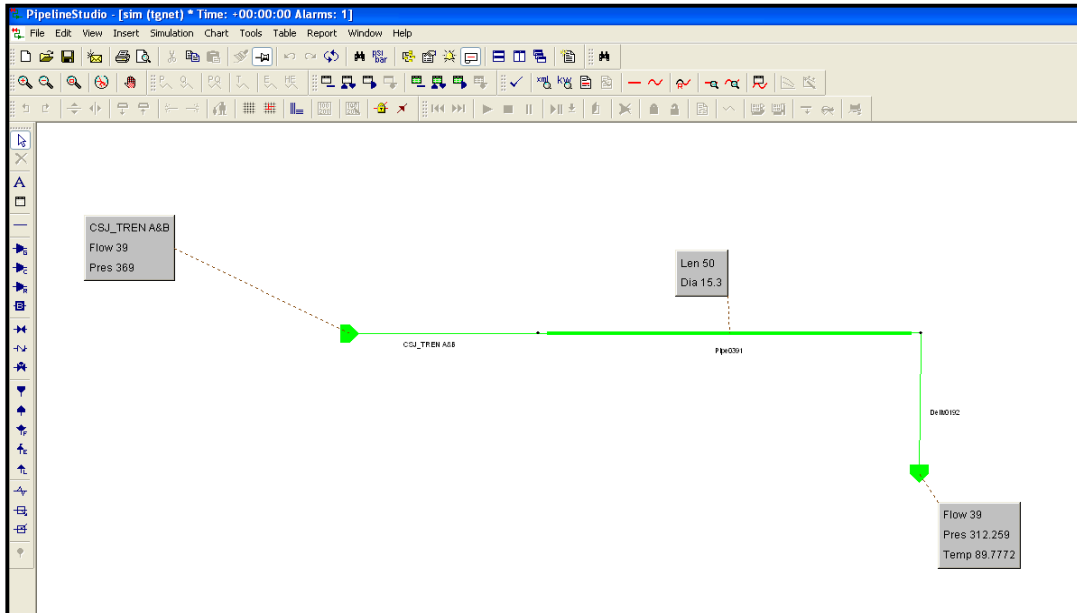 PipelineStudio - [sim (tgnet) * Time: +00:00:00 Alarms: 1]
File Edit View Insert Simulation Chart Tools Table Report Window Help
CSJ_TREN A&B
Flow 39
Pres 369
Len 50
Dia 15.3
CSJ_TREN A&B
Pipe0391
Flow 39
Pres 312.259
Temp 89.7772